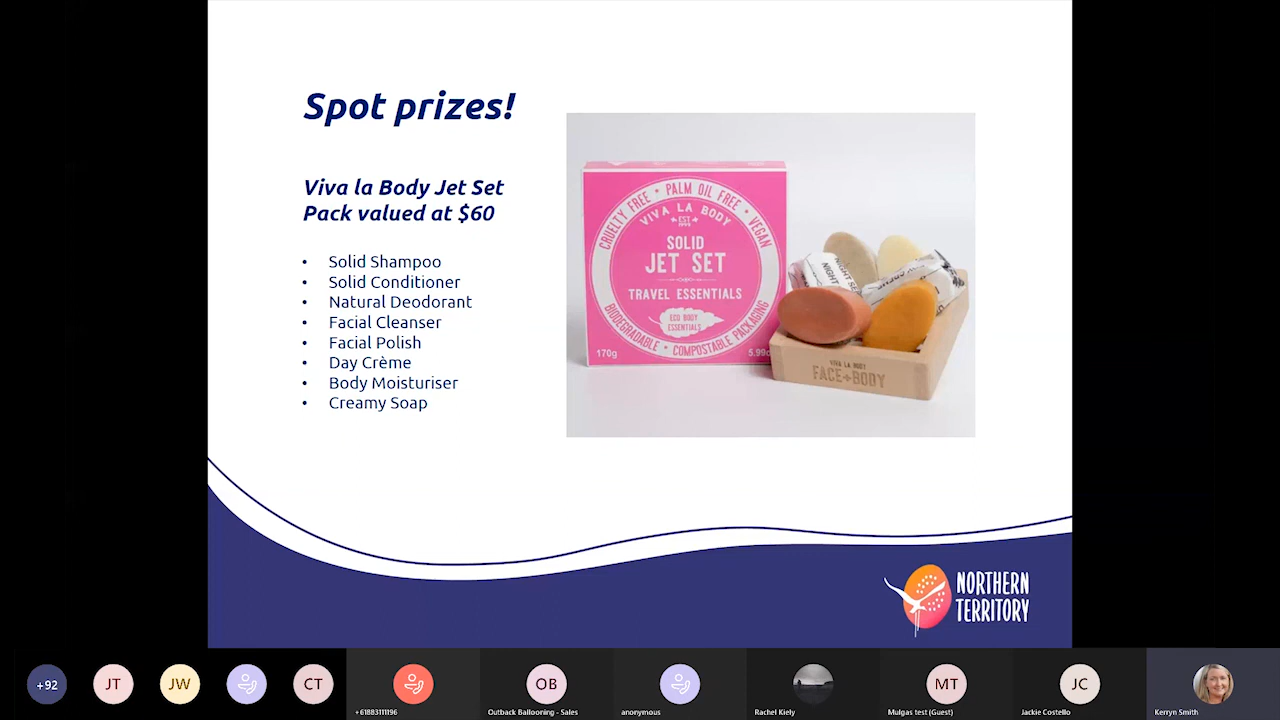 Spot prizes!
Viva la Body Jet Set
Pack valued at $60
• Solid Shampoo
• Solid Conditioner
• Natural Deodorant
• Facial Cleanser
• Facial Polish
• Day Crème
• Body Moisturiser
• Creamy Soap
CRUELTY FREE • PALM OIL FREE • VEGAN
VIVA LA BODY
EST
SOLID
JET SET
TRAVEL ESSENTIALS
ECO BODY
ESSENTIALS
BIODEGRADABLE • COMPOSTABLE PACKAGING
170g
VIVA LA BODY
FACE+BODY
NORTHERN
TERRITORY
+92
JT
JW
CT
+61883111196
OB
Outback Ballooning - Sales
anonymous
Rachel Kiely
MT
Mulgas test (Guest)
JC
Jackie Costello
Kerryn Smith